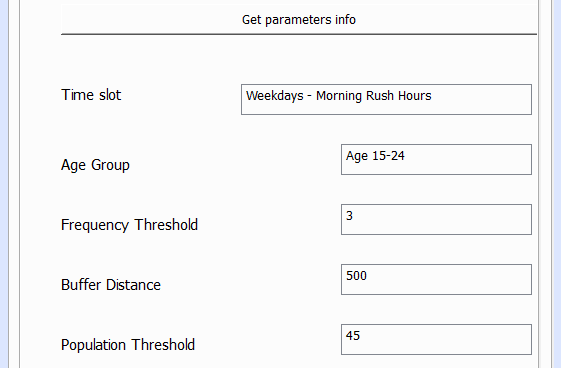 Get parameters info
Time slot Weekdays - Morning Rush Hours
Age Group Age 15-24
Frequency Threshold 3
Buffer Distance 500
Population Threshold 45